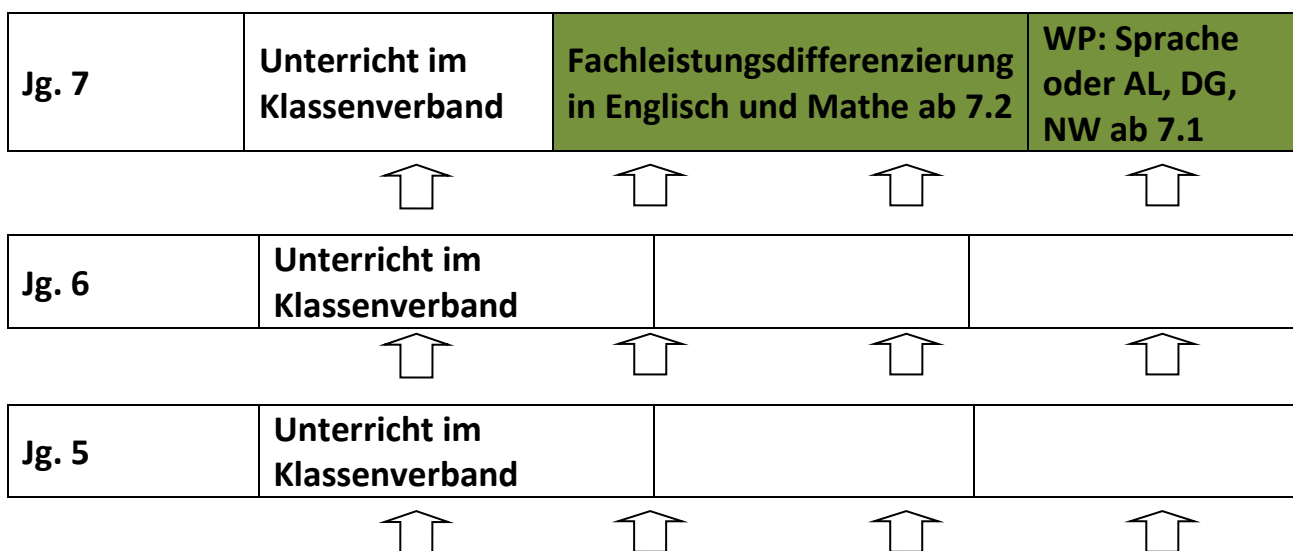 Jg. 7
Unterricht im
Klassenverband
Fachleistungsdifferenzierung
in Englisch und Mathe ab 7.2
WP: Sprache
oder AL, DG,
NW ab 7.1
Jg. 6
Unterricht im
Klassenverband
Jg. 5
Unterricht im
Klassenverband